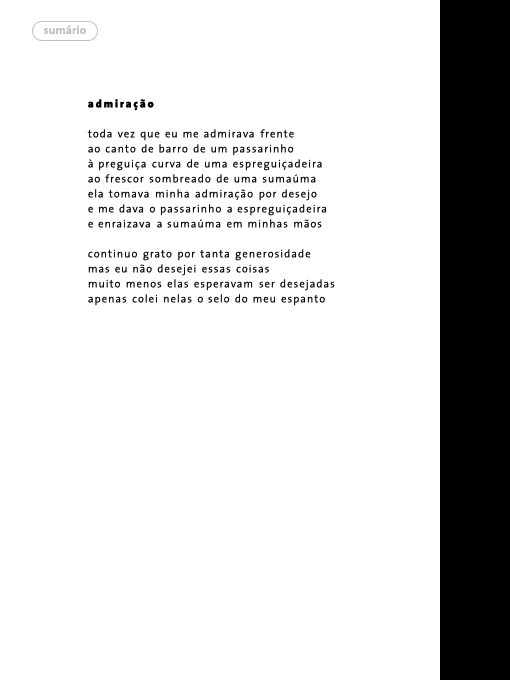 sumário
admiração
toda vez que eu me admirava frente
ao canto de barro de um passarinho
à preguiça curva de uma espreguiçadeira
ao frescor sombreado de uma sumaúma
ela tomava minha admiração por desejo
e me dava o passarinho a espreguiçadeira
e enraizava a sumaúma em minhas mãos
continuo grato por tanta generosidade
mas eu não desejei essas coisas
muito menos elas esperavam ser desejadas
apenas colei nelas o selo do meu espanto